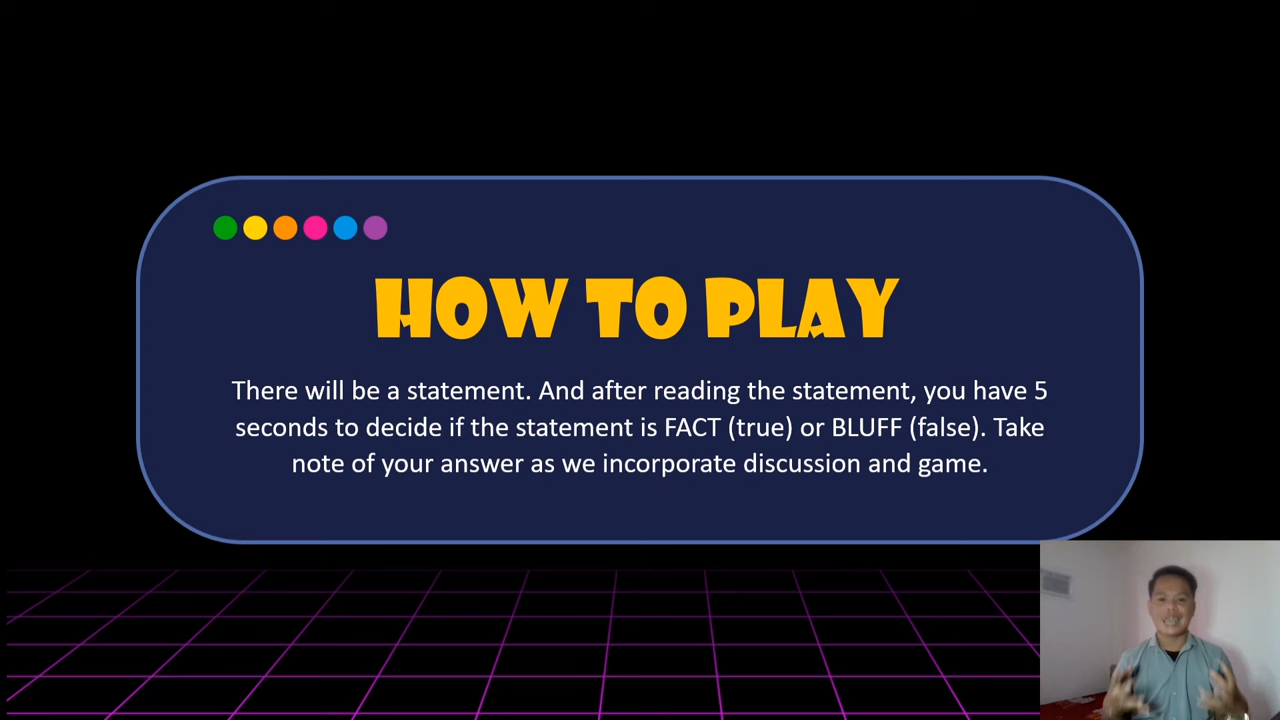 HOW TO PLAY
There will be a statement. And after reading the statement, you have 5
seconds to decide if the statement is FACT (true) or BLUFF (false). Take
note of your answer as we incorporate discussion and game.